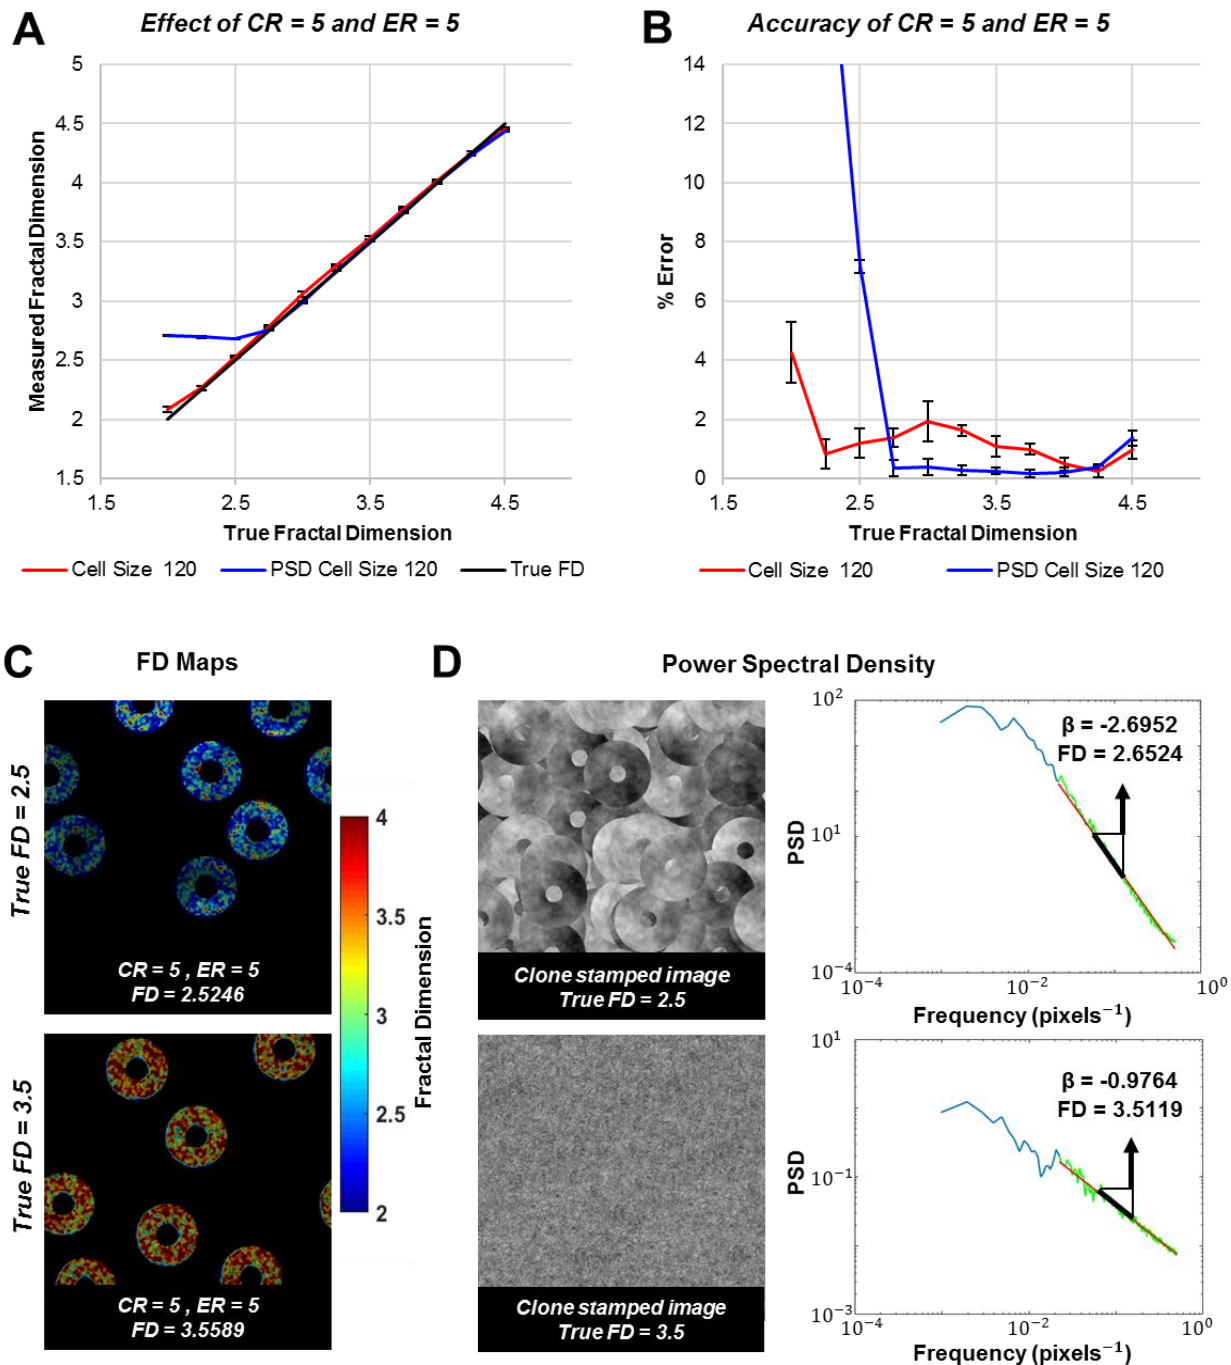 A
Effect of CR = 5 and ER = 5
Measured Fractal Dimension
5
4.5
4
3.5
3
2.5
2
1.5
1.5
2.5
3.5
4.5
True Fractal Dimension
Cell Size 120
PSD Cell Size 120
True FD
B
Accuracy of CR = 5 and ER = 5
% Error
14
12
10
8
6
4
2
0
1.5
2.5
3.5
4.5
True Fractal Dimension
Cell Size 120
PSD Cell Size 120
C
FD Maps
True FD = 2.5
CR = 5 , ER = 5
FD = 2.5246
True FD = 3.5
CR = 5 , ER = 5
FD = 3.5589
4
3.5
3
2.5
2
Fractal Dimension
D
Power Spectral Density
Clone stamped image
True FD = 2.5
PSD
10²
10¹
10⁻⁴
β = -2.6952
FD = 2.6524
10⁻⁴
10⁻²
10⁰
Frequency (pixels⁻¹)
Clone stamped image
True FD = 3.5
PSD
10¹
10⁻¹
10⁻³
β = -0.9764
FD = 3.5119
10⁻⁴
10⁻²
10⁰
Frequency (pixels⁻¹)